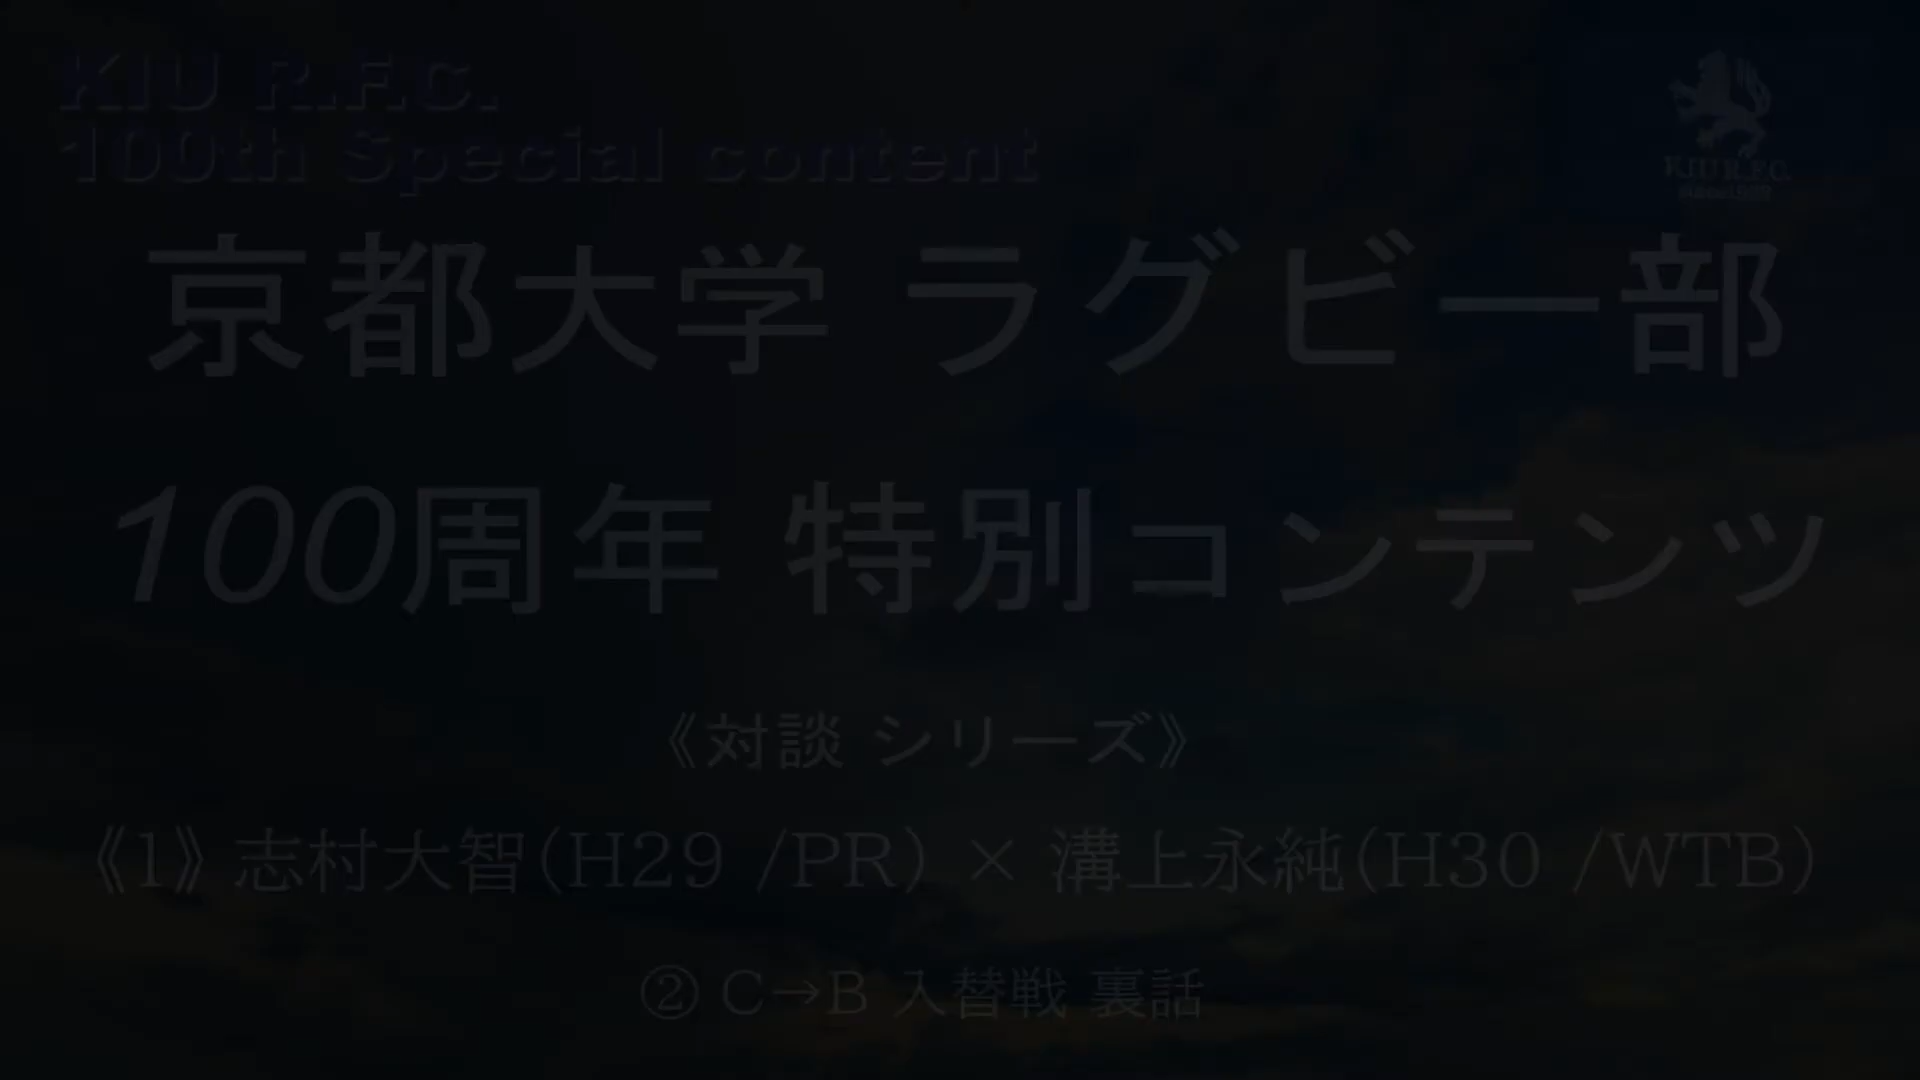 KIU R.F.C.
100th Special content
KIU R.F.C.
京都大学 ラグビー部
100周年 特別コンテンツ
《対談 シリーズ》
《1》 志村大智(H29 /PR) × 溝上永純(H30 /WTB)
② C→B 入替戦 裏話